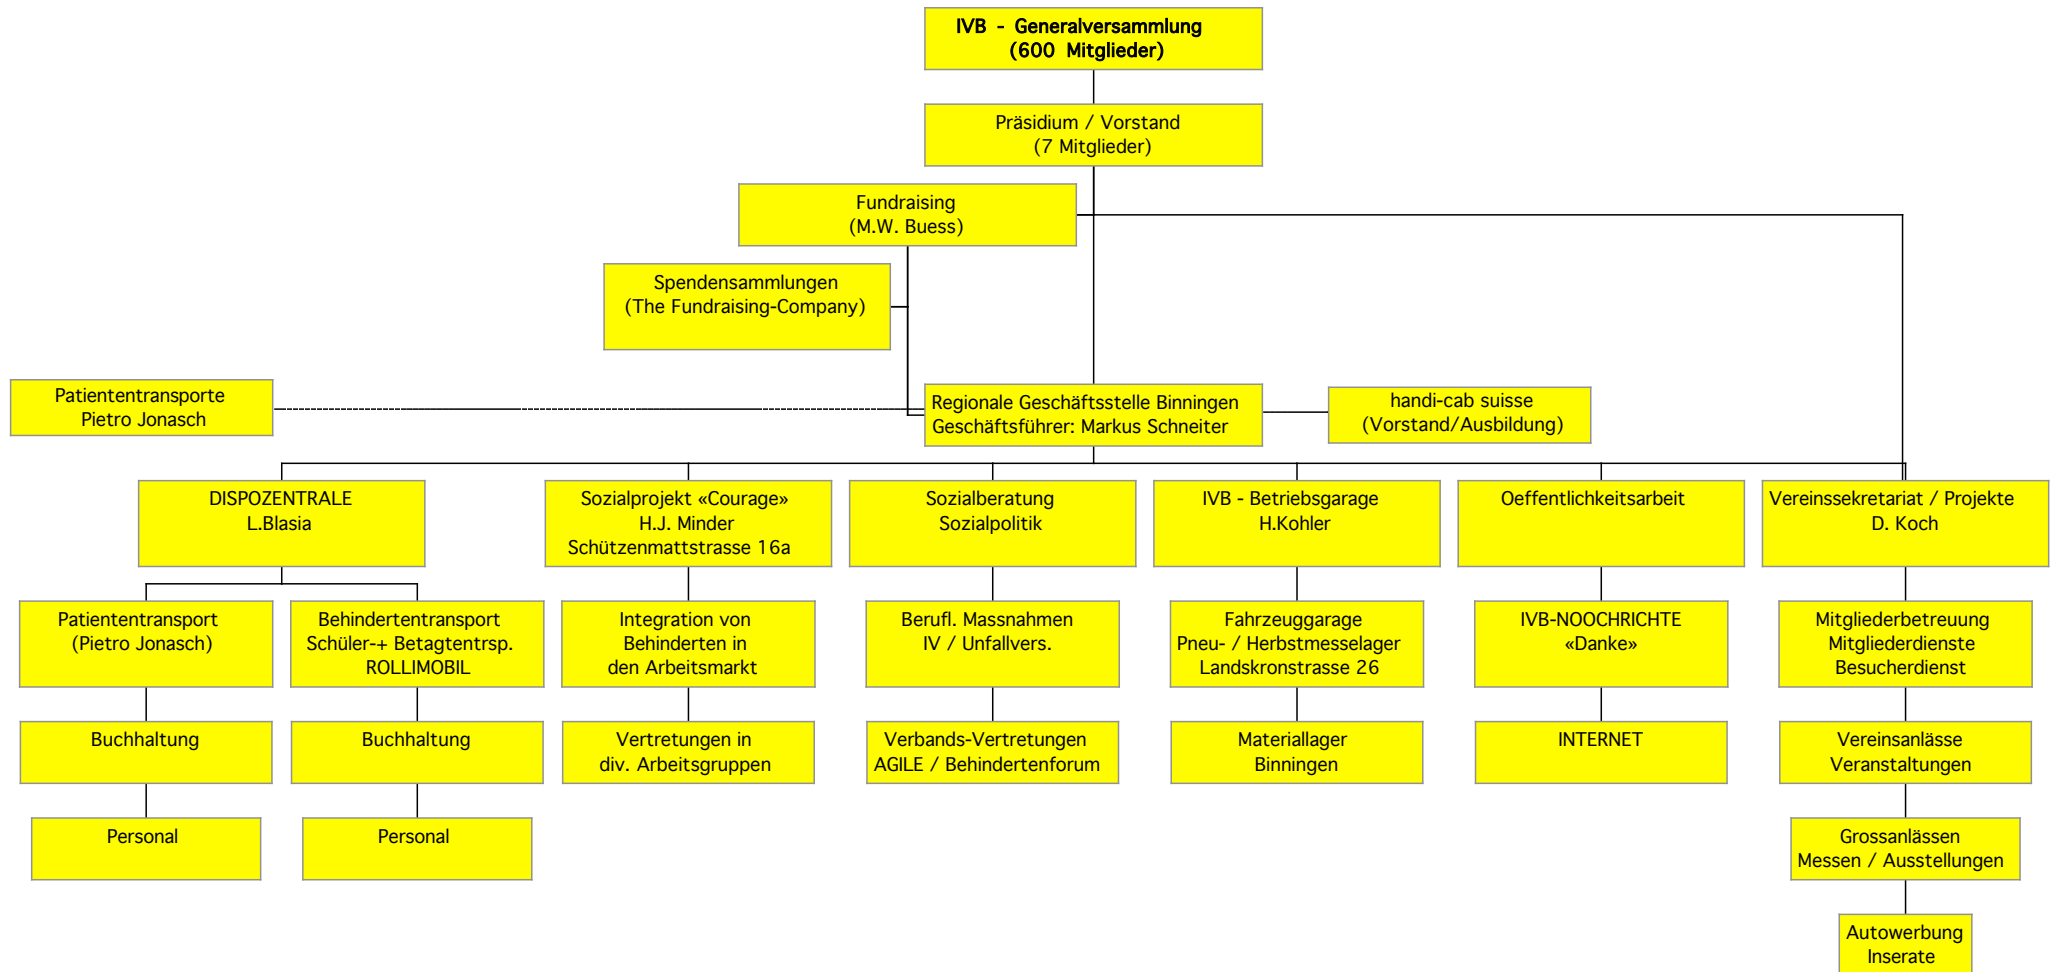 IVB - Generalversammlung
(600 Mitglieder)
Präsidium / Vorstand
(7 Mitglieder)
Fundraising
(M.W. Buess)
Spendensammlungen
(The Fundraising-Company)
Patiententransporte
Pietro Jonasch
Regionale Geschäftsstelle Binningen
Geschäftsführer: Markus Schneiter
handi-cab suisse
(Vorstand/Ausbildung)
DISPOZENTRALE
L.Blasia
Sozialprojekt «Courage»
H.J. Minder
Schützenmattstrasse 16a
Sozialberatung
Sozialpolitik
IVB - Betriebsgarage
H.Kohler
Oeffentlichkeitsarbeit
Vereinssekretariat / Projekte
D. Koch
Patiententransport
(Pietro Jonasch)
Behindertentransport
Schüler-+ Betagtentrsp.
ROLLIMOBIL
Integration von
Behinderten in
den Arbeitsmarkt
Berufl. Massnahmen
IV / Unfallvers.
Fahrzeuggarage
Pneu- / Herbstmesselager
Landskronstrasse 26
IVB-NOOCHRICHTE
«Danke»
Mitgliederbetreuung
Mitgliederdienste
Besucherdienst
Buchhaltung
Buchhaltung
Vertretungen in
div. Arbeitsgruppen
Verbands-Vertretungen
AGILE / Behindertenforum
Materiallager
Binningen
INTERNET
Vereinsanlässe
Veranstaltungen
Personal
Personal
Grossanlässen
Messen / Ausstellungen
Autowerbung
Inserate